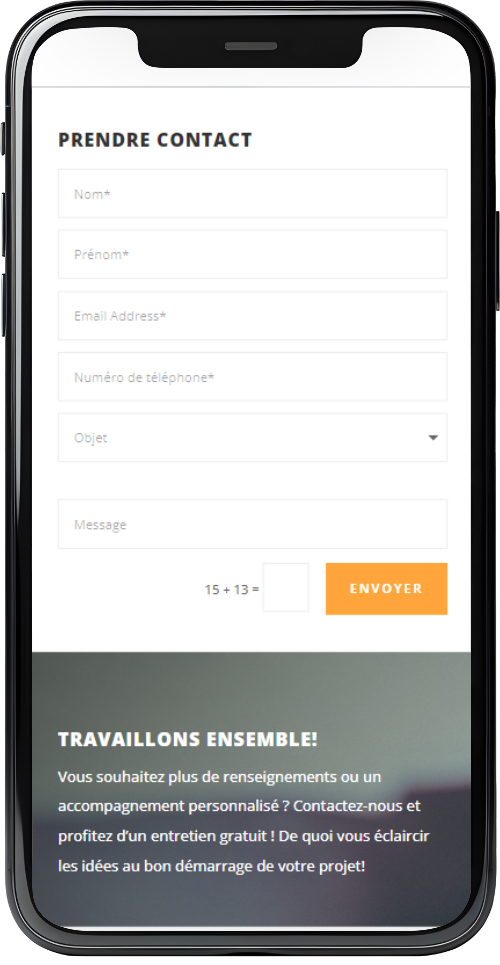 PRENDRE CONTACT
Nom*
Prénom*
Email Address*
Numéro de téléphone*
Objet
Message
15 + 13 =
ENVOYER
TRAVAILLONS ENSEMBLE!
Vous souhaitez plus de renseignements ou un
accompagnement personnalisé ? Contactez-nous et
profitez d'un entretien gratuit ! De quoi vous éclaircir
les idées au bon démarrage de votre projet!